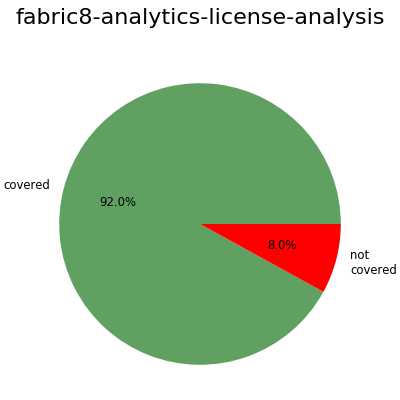 fabric8-analytics-license-analysis
covered
92.0%
8.0%
not
covered